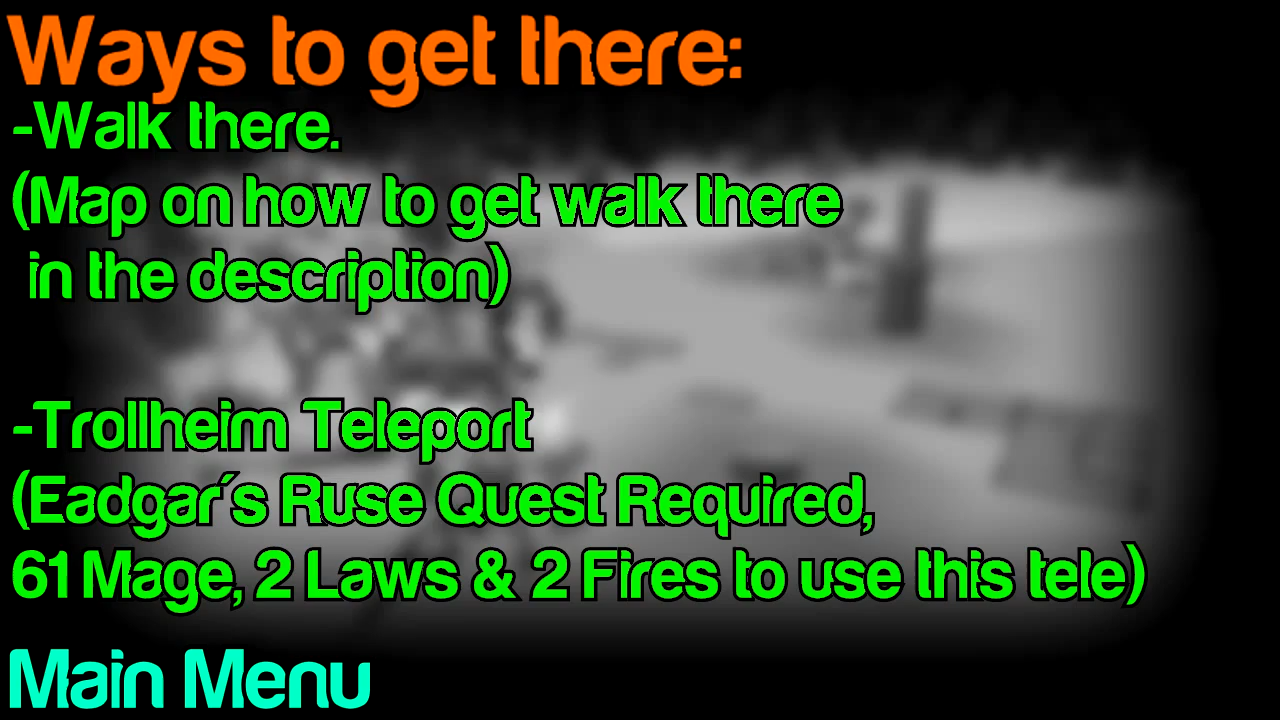 Ways to get there:
-Walk there.
(Map on how to get walk there
in the description)
-Trollheim Teleport
(Eadgar´s Ruse Quest Required,
61 Mage, 2 Laws & 2 Fires to use this tele)
Main Menu